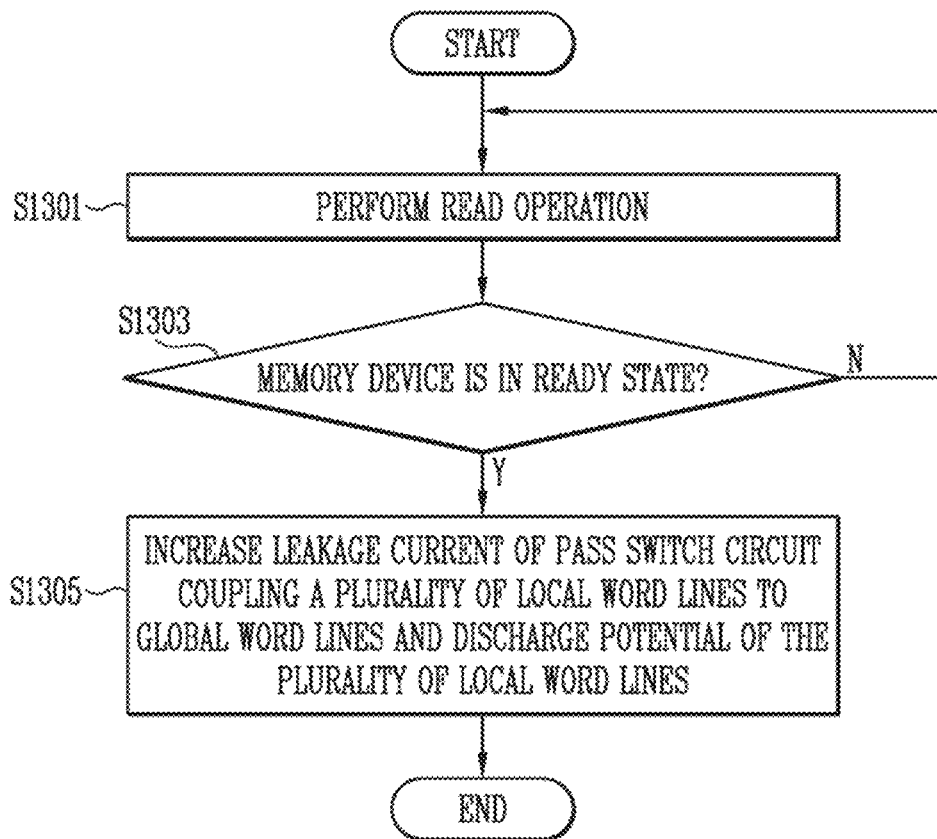 START
S1301
PERFORM READ OPERATION
S1303
MEMORY DEVICE IS IN READY STATE?
N
Y
S1305
INCREASE LEAKAGE CURRENT OF PASS SWITCH CIRCUIT
COUPLING A PLURALITY OF LOCAL WORD LINES TO
GLOBAL WORD LINES AND DISCHARGE POTENTIAL OF THE
PLURALITY OF LOCAL WORD LINES
END